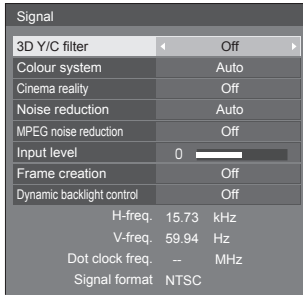 Signal
3D Y/C filter Off
Colour system Auto
Cinema reality Off
Noise reduction Auto
MPEG noise reduction Off
Input level 0
Frame creation Off
Dynamic backlight control Off
H-freq. 15.73 kHz
V-freq. 59.94 Hz
Dot clock freq. -- MHz
Signal format NTSC